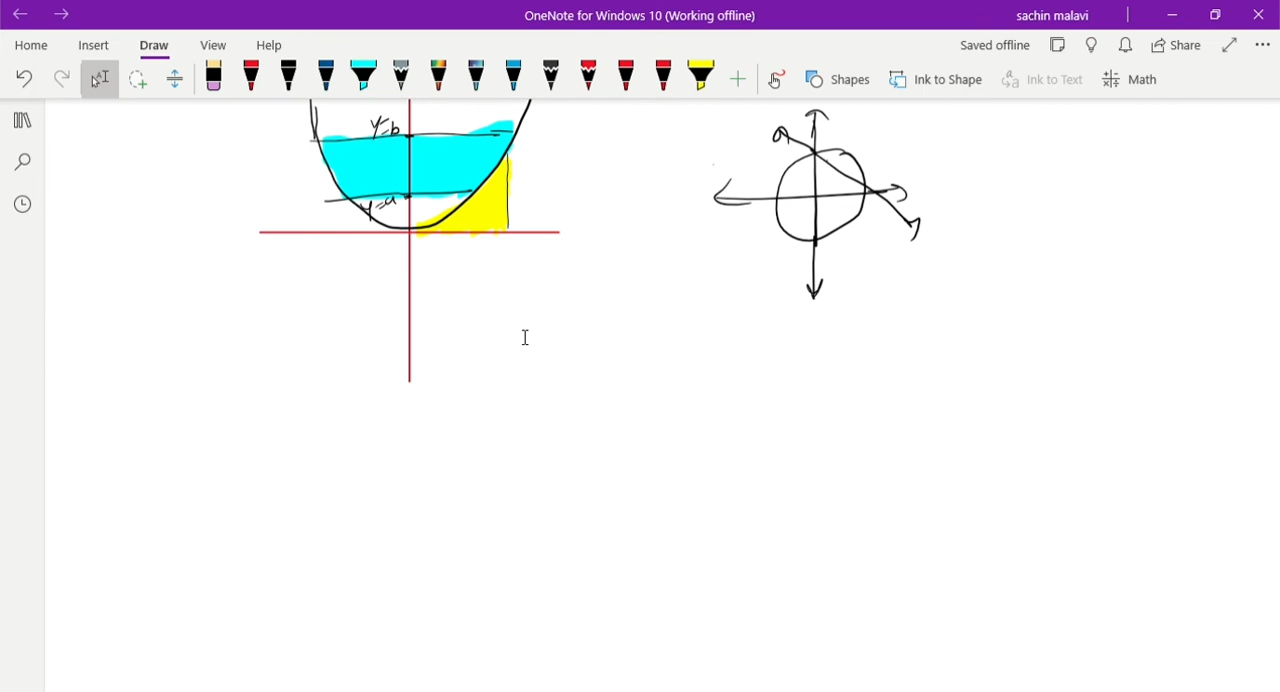 OneNote for Windows 10 (Working offline)
sachin malavi
Home Insert Draw View Help
Saved offline
Share
Shapes
Ink to Shape
Ink to Text
Math
y=b
y=a